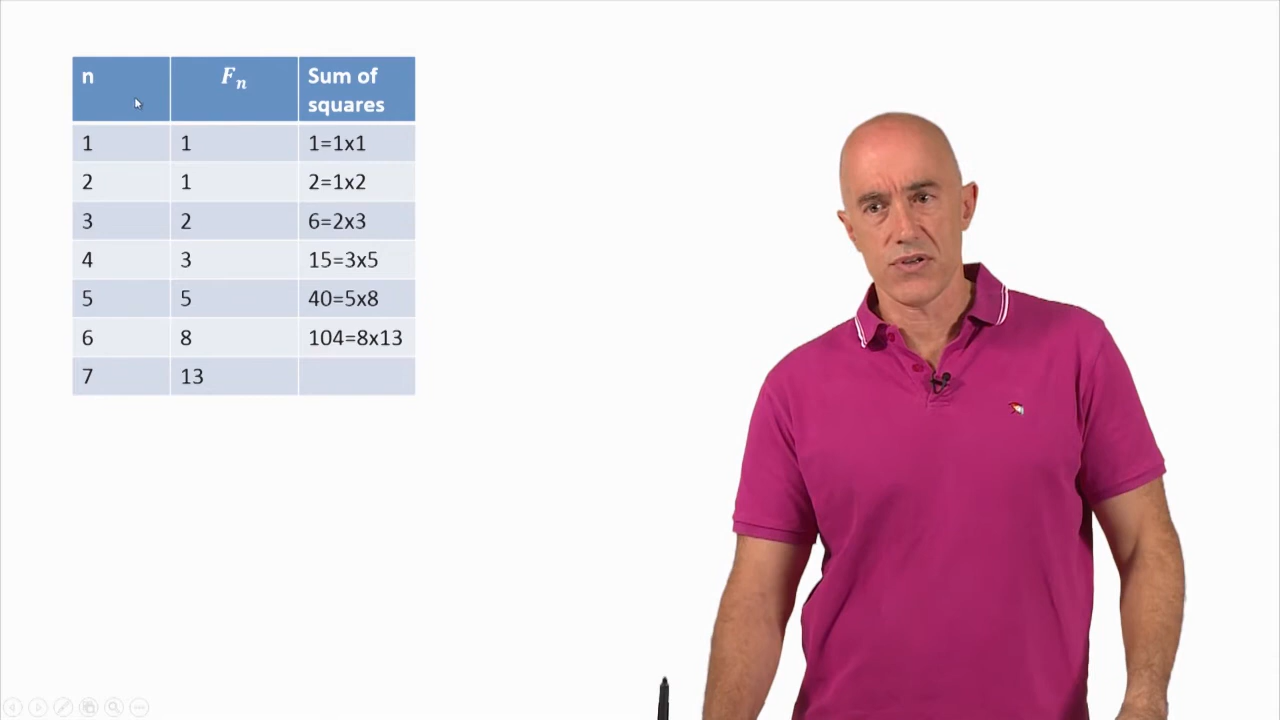 n F_n Sum of
squares
1 1 1=1x1
2 1 2=1x2
3 2 6=2x3
4 3 15=3x5
5 5 40=5x8
6 8 104=8x13
7 13